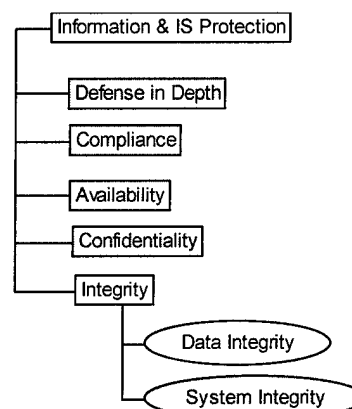 Information & IS Protection
Defense in Depth
Compliance
Availability
Confidentiality
Integrity
Data Integrity
System Integrity